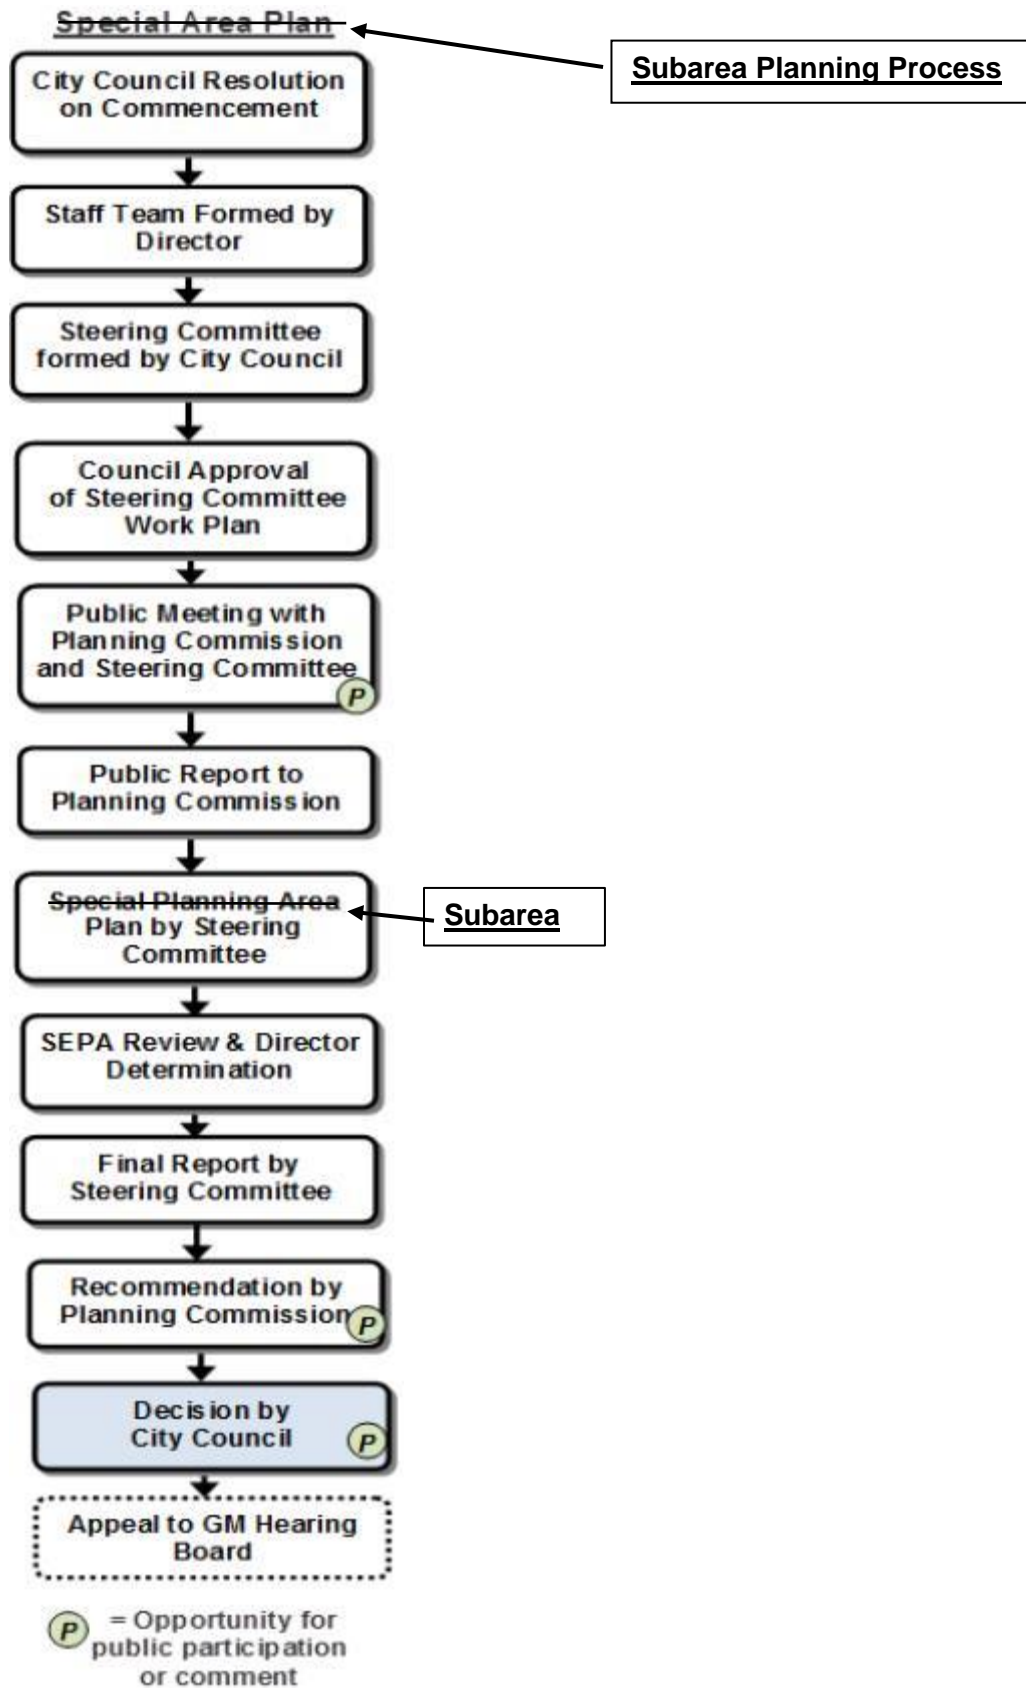 Special Area Plan
Subarea Planning Process
City Council Resolution
on Commencement
Staff Team Formed by
Director
Steering Committee
formed by City Council
Council Approval
of Steering Committee
Work Plan
Public Meeting with
Planning Commission
and Steering Committee
P
Public Report to
Planning Commission
Special Planning Area
Subarea
Plan by Steering
Committee
SEPA Review & Director
Determination
Final Report by
Steering Committee
Recommendation by
Planning Commission
P
Decision by
City Council
P
Appeal to GM Hearing
Board
P = Opportunity for
public participation
or comment